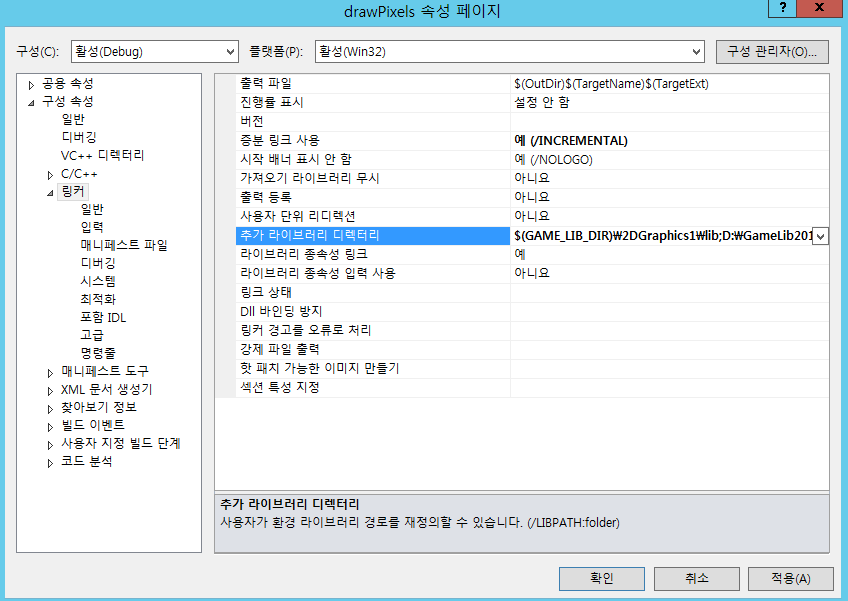 drawPixels 속성 페이지
?
x
구성(C): 활성(Debug) 플랫폼(P): 활성(Win32) 구성 관리자(O)...
공용 속성
구성 속성
일반
디버깅
VC++ 디렉터리
C/C++
링커
일반
입력
매니페스트 파일
디버깅
시스템
최적화
포함 IDL
고급
명령줄
매니페스트 도구
XML 문서 생성기
찾아보기 정보
빌드 이벤트
사용자 지정 빌드 단계
코드 분석
출력 파일 $(OutDir)$(TargetName)$(TargetExt)
진행률 표시 설정 안 함
버전
증분 링크 사용 예 (/INCREMENTAL)
시작 배너 표시 안 함 예 (/NOLOGO)
가져오기 라이브러리 무시 아니요
출력 등록 아니요
사용자 단위 리디렉션 아니요
추가 라이브러리 디렉터리 $(GAME_LIB_DIR)₩2DGraphics1₩lib;D:₩GameLib201
라이브러리 종속성 링크 예
라이브러리 종속성 입력 사용 아니요
링크 상태
Dll 바인딩 방지
링커 경고를 오류로 처리
강제 파일 출력
핫 패치 가능한 이미지 만들기
섹션 특성 지정
추가 라이브러리 디렉터리
사용자가 환경 라이브러리 경로를 재정의할 수 있습니다. (/LIBPATH:folder)
확인 취소 적용(A)